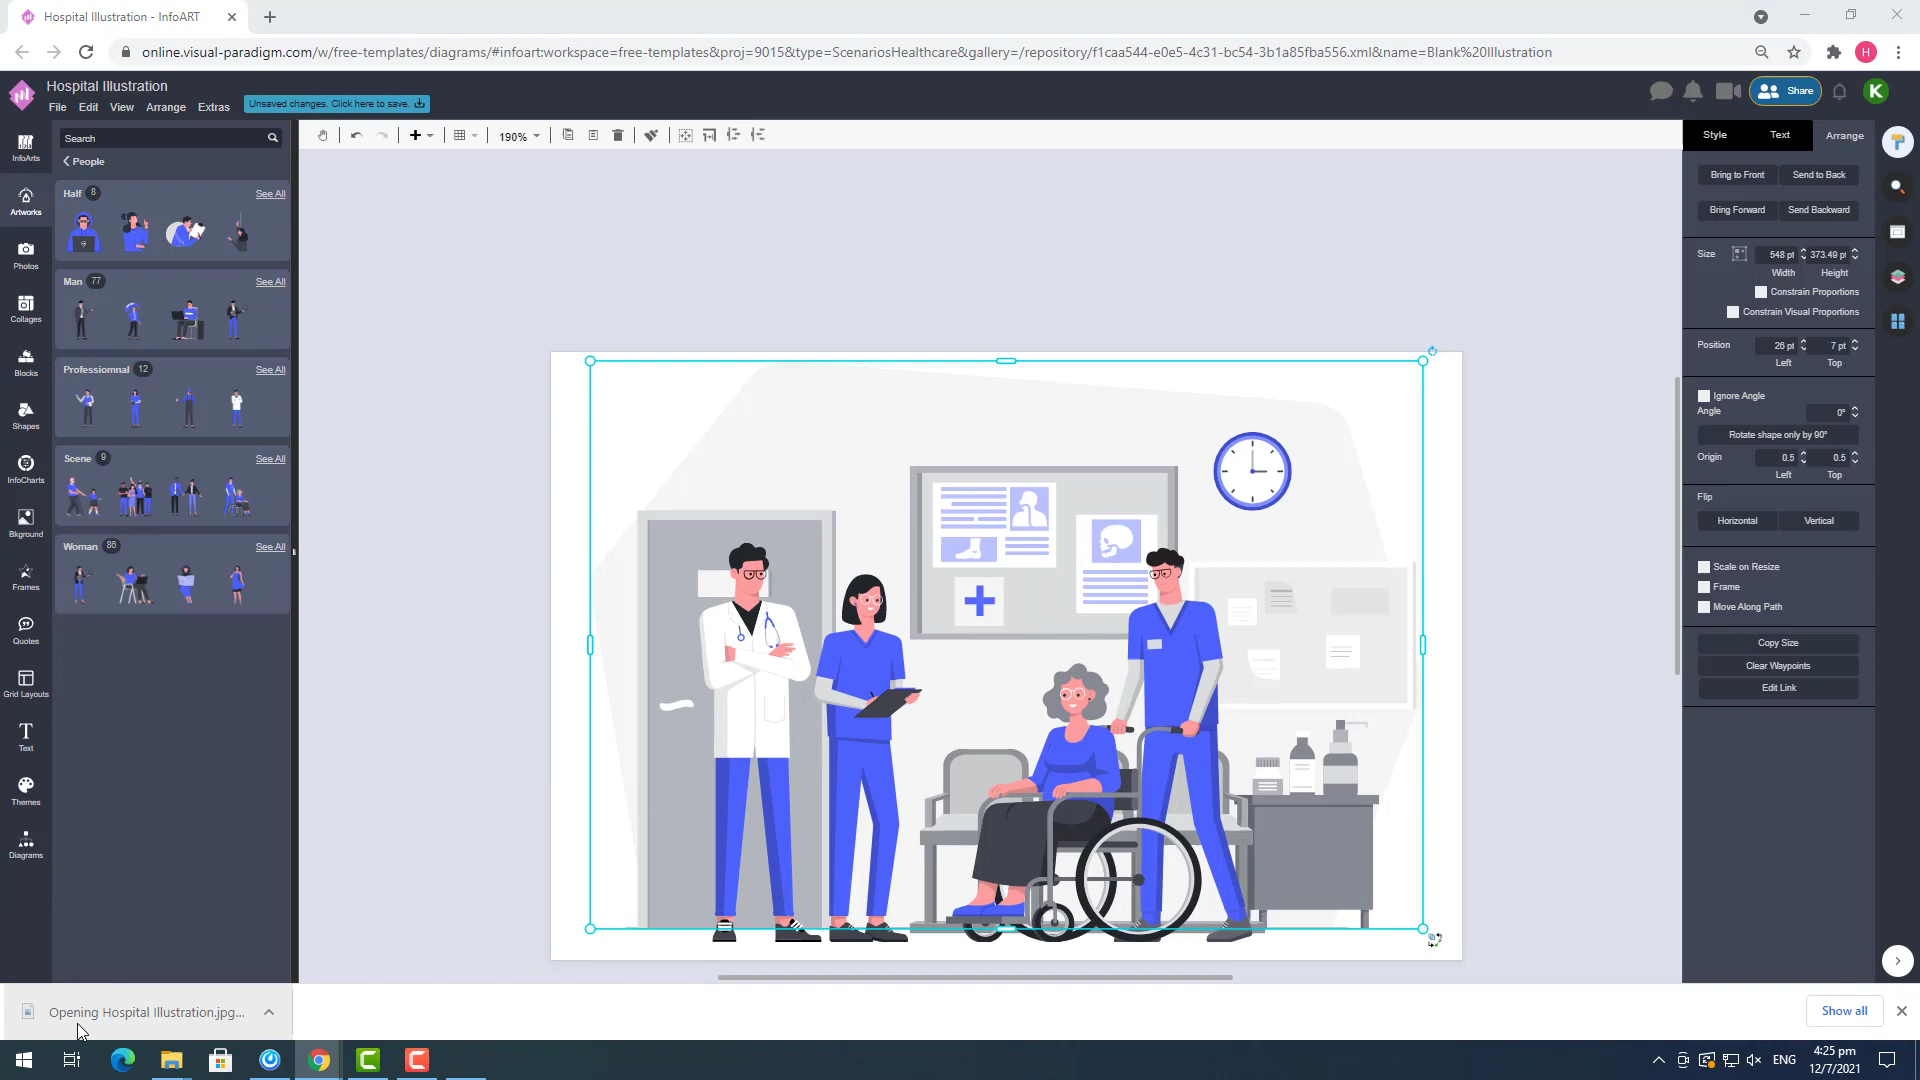 Hospital Illustration - InfoART
online.visual-paradigm.com/w/free-templates/diagrams/#infoart:workspace=free-templates&proj=9015&type=ScenariosHealthcare&gallery=/repository/f1caa544-e0e5-4c31-bc54-3b1a85fba556.xml&name=Blank%20Illustration
H
Hospital Illustration
File Edit View Arrange Extras
Unsaved changes. Click here to save.
Share
K
InfoArts
Artworks
Photos
Collages
Blocks
Shapes
InfoCharts
Bkground
Frames
Quotes
Grid Layouts
Text
Themes
Diagrams
Search
People
Half 8 See All
Man 77 See All
Professionnal 12 See All
Scene 9 See All
Woman 86 See All
190%
Style Text Arrange
Bring to Front Send to Back
Bring Forward Send Backward
Size 548 pt 373.49 pt
Width Height
Constrain Proportions
Constrain Visual Proportions
Position 26 pt 7 pt
Left Top
Ignore Angle
Angle 0°
Rotate shape only by 90°
Origin 0.5 0.5
Left Top
Flip
Horizontal Vertical
Scale on Resize
Frame
Move Along Path
Copy Size
Clear Waypoints
Edit Link
Opening Hospital Illustration.jpg...
Show all
ENG
4:25 pm
12/7/2021